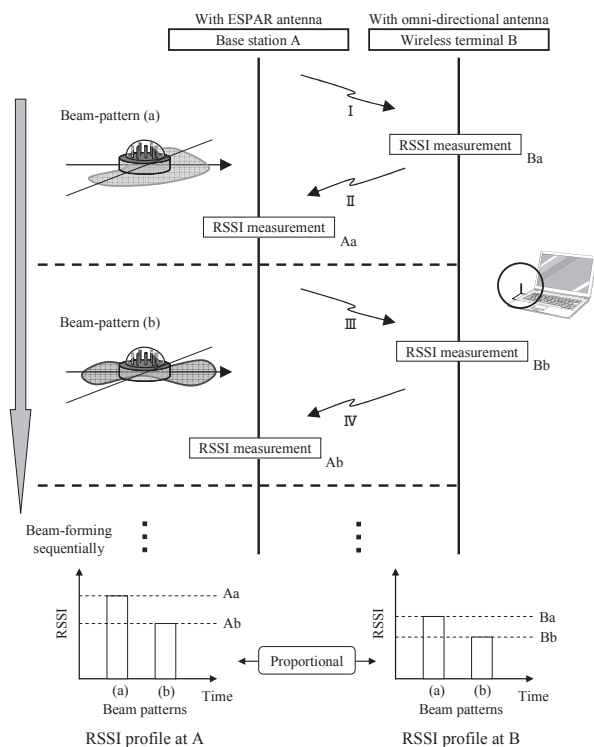 With ESPAR antenna
With omni-directional antenna
Base station A
Wireless terminal B
Beam-pattern (a)
I
RSSI measurement
Ba
II
RSSI measurement
Aa
Beam-pattern (b)
III
RSSI measurement
Bb
IV
RSSI measurement
Ab
Beam-forming
sequentially
RSSI
Aa
Ab
(a)
(b)
Time
Beam patterns
RSSI profile at A
Proportional
RSSI
Ba
Bb
(a)
(b)
Time
Beam patterns
RSSI profile at B